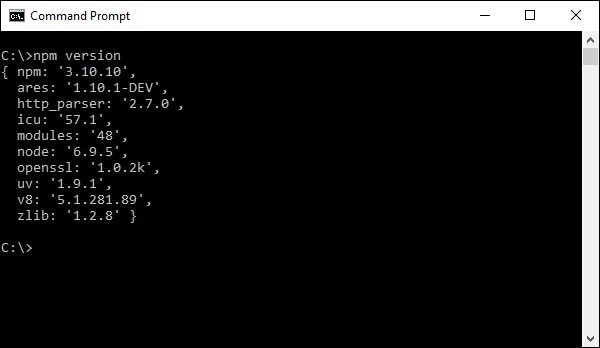 Command Prompt
C:\>npm version
{ npm: '3.10.10',
  ares: '1.10.1-DEV',
  http_parser: '2.7.0',
  icu: '57.1',
  modules: '48',
  node: '6.9.5',
  openssl: '1.0.2k',
  uv: '1.9.1',
  v8: '5.1.281.89',
  zlib: '1.2.8' }
C:\>